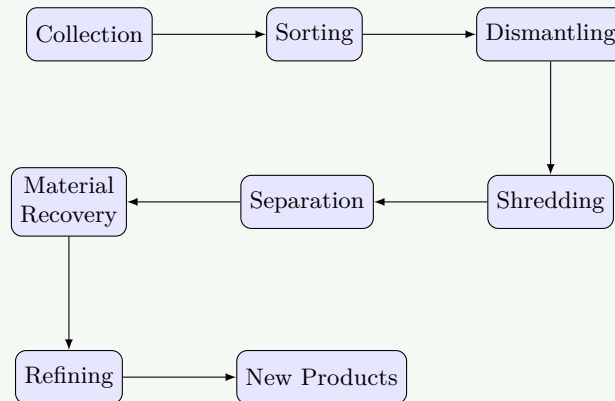 Collection
Sorting
Dismantling
Material
Recovery
Separation
Shredding
Refining
New Products